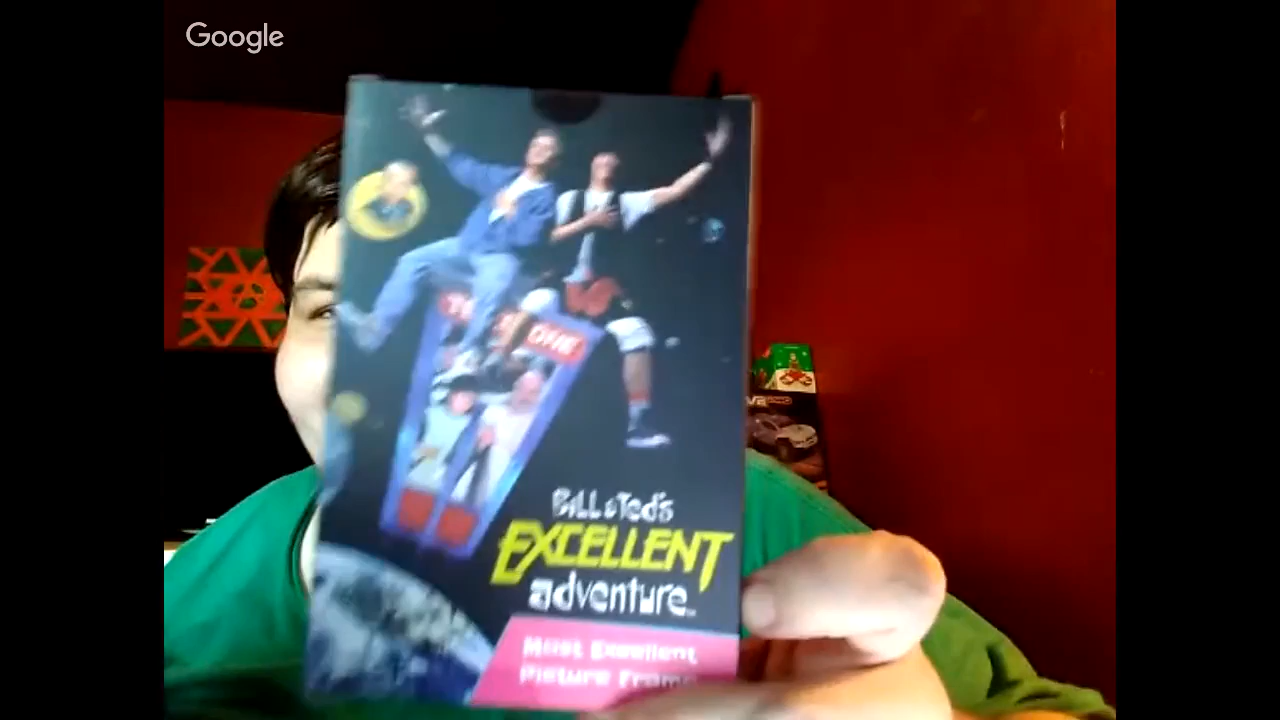 Google
BiLL & Ted's
EXCELLENT
adventure
Most Excellent
Picture Frame